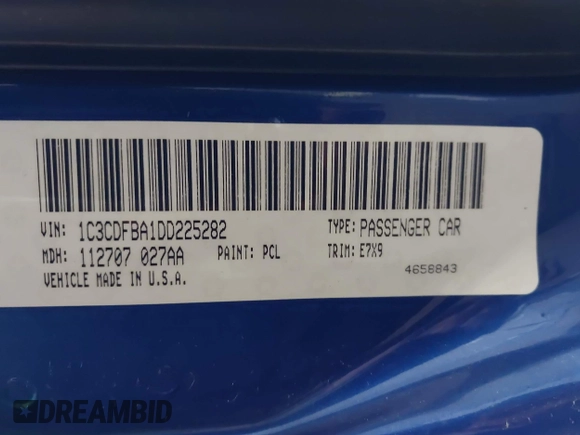 VIN: 1C3CDFBA1DD225282 TYPE: PASSENGER CAR
MDH: 112707 027AA PAINT: PCL TRIM: E7X9
VEHICLE MADE IN U.S.A. 4658843
DREAMBID